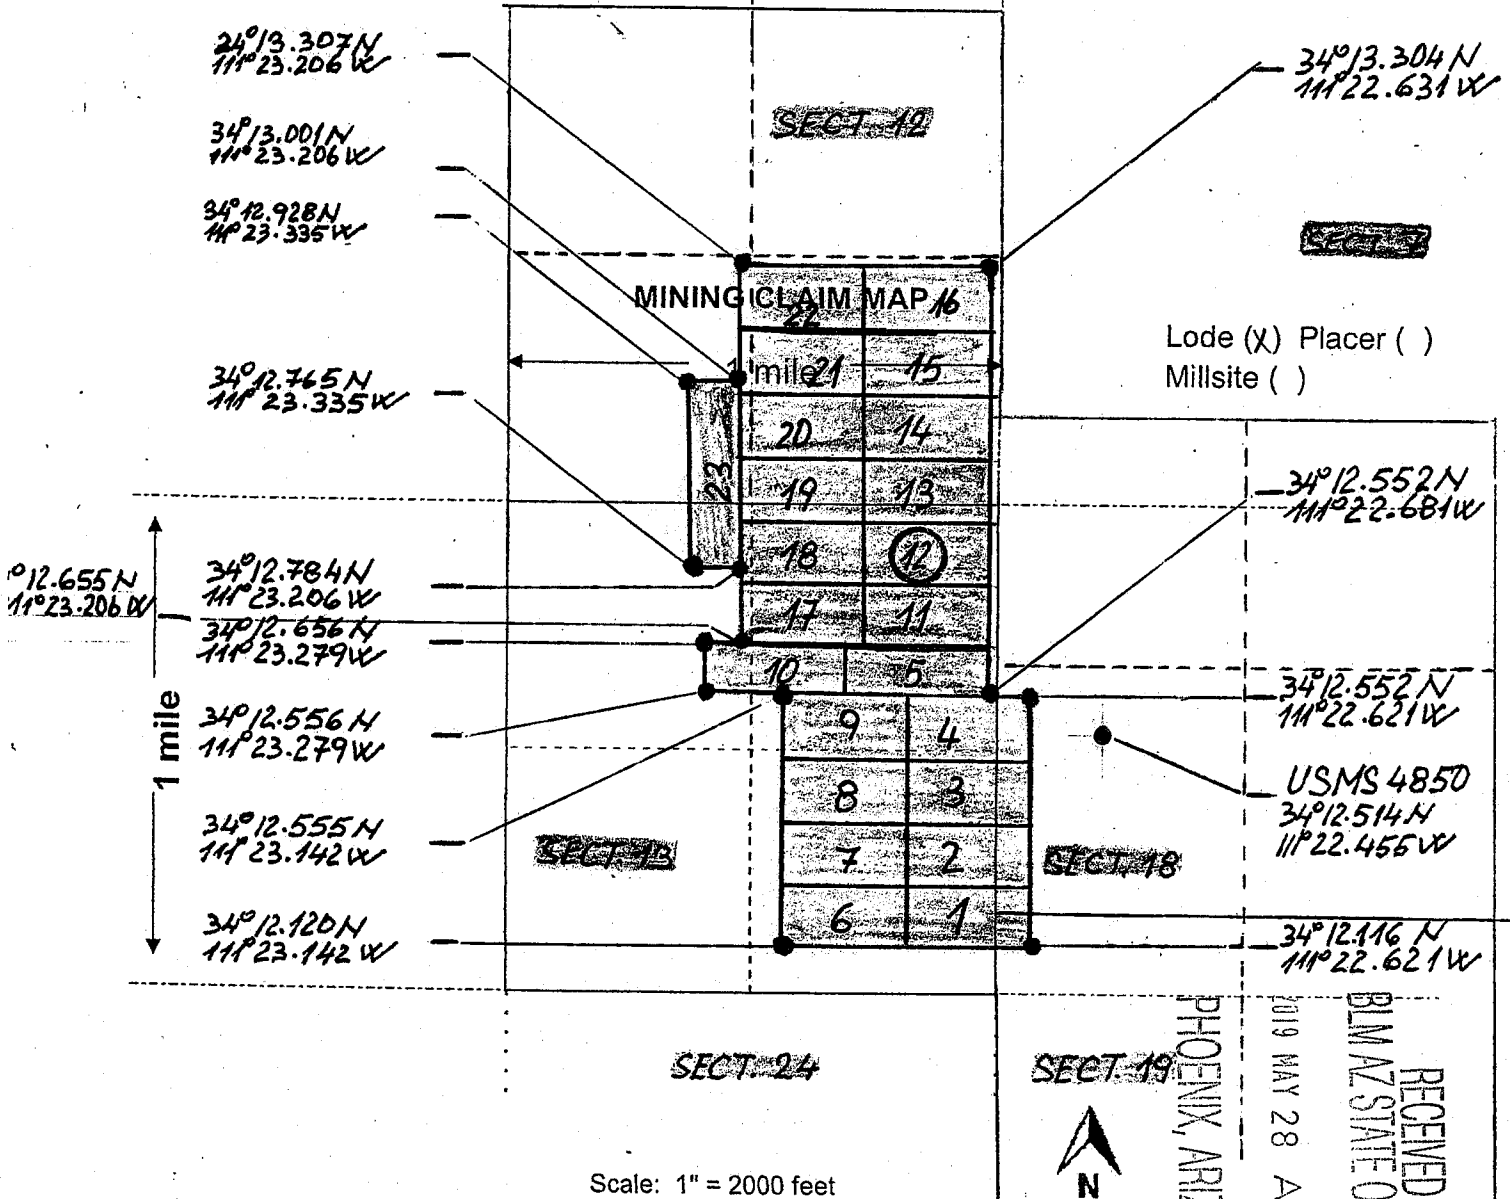 24°13.307N
111°23.206W
34°13.001N
111°23.206W
34°12.928N
111°23.335W
34°12.765N
111°23.335W
°12.655N
11°23.206W
34°12.784N
111°23.206W
34°12.656N
111°23.279W
34°12.556N
111°23.279W
34°12.555N
111°23.142W
34°12.120N
111°23.142W
1 mile
SECT. 12
34°13.304N
111°22.631W
SECT. 7
MINING CLAIM MAP
Lode (X) Placer ( )
Millsite ( )
1 mile
22 16
21 15
20 14
19 13
18 12
17 11
23
10 5
9 4
8 3
7 2
6 1
34°12.552N
111°22.681W
34°12.552N
111°22.621W
USMS 4850
34°12.514N
11°22.455W
SECT. 13
SECT. 18
34°12.116N
111°22.621W
SECT. 24
SECT. 19
N
Scale: 1" = 2000 feet
RECEIVED
BLM AZ STATE O
2019 MAY 28 A
PHOENIX, ARIZ